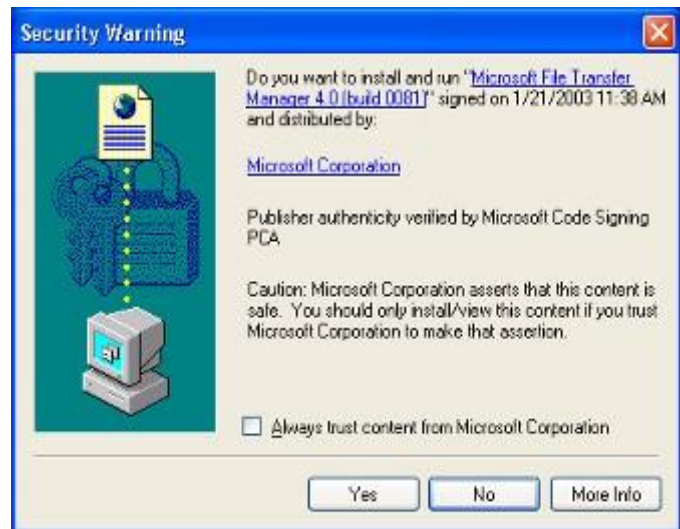 Security Warning
Do you want to install and run "Microsoft File Transfer
Manager 4.0 (build 0081)" signed on 1/21/2003 11:38 AM
and distributed by:
Microsoft Corporation
Publisher authenticity verified by Microsoft Code Signing
PCA
Caution: Microsoft Corporation asserts that this content is
safe. You should only install/view this content if you trust
Microsoft Corporation to make that assertion.
Always trust content from Microsoft Corporation
Yes No More Info